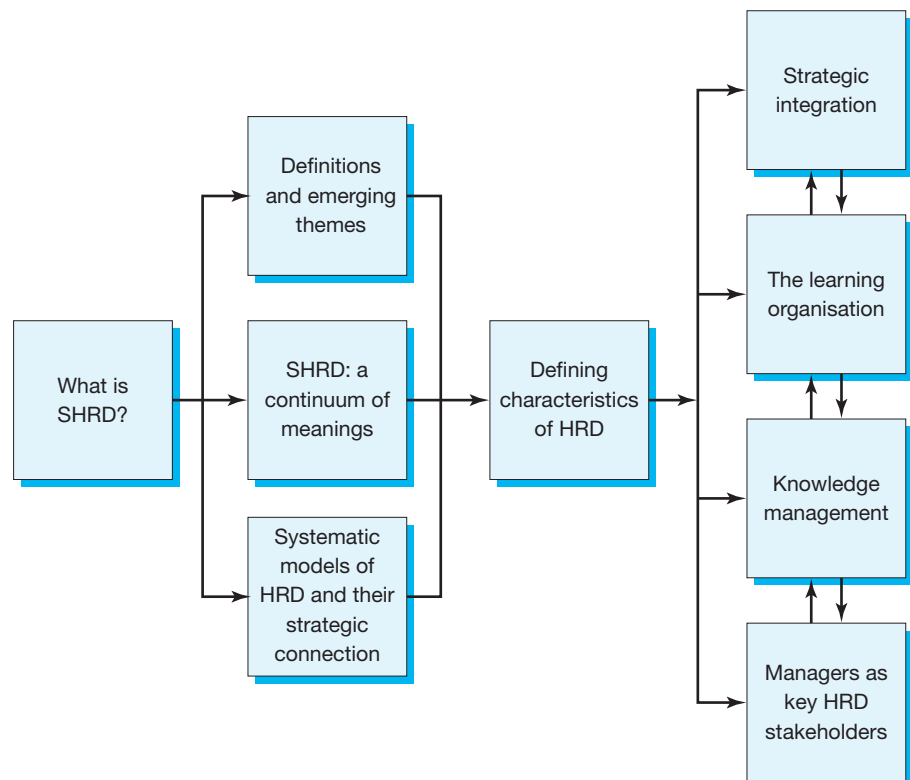 What is
SHRD?
Definitions
and emerging
themes
SHRD: a
continuum of
meanings
Systematic
models of
HRD and their
strategic
connection
Defining
characteristics
of HRD
Strategic
integration
The learning
organisation
Knowledge
management
Managers as
key HRD
stakeholders